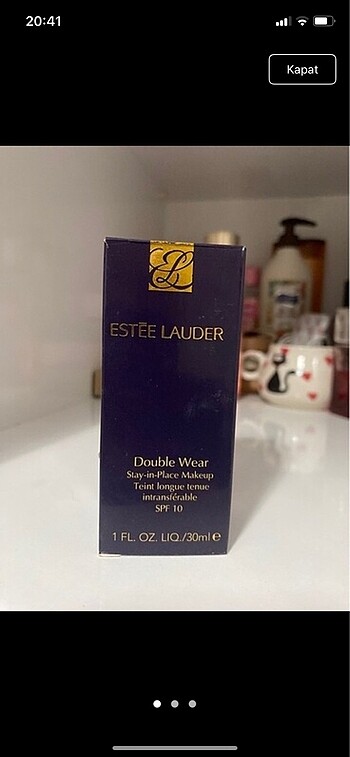 20:41
Kapat
EL
ESTĒE LAUDER
Double Wear
Stay-in-Place Makeup
Teint longue tenue
intransférable
SPF 10
1 FL. OZ. LIQ./30ml e